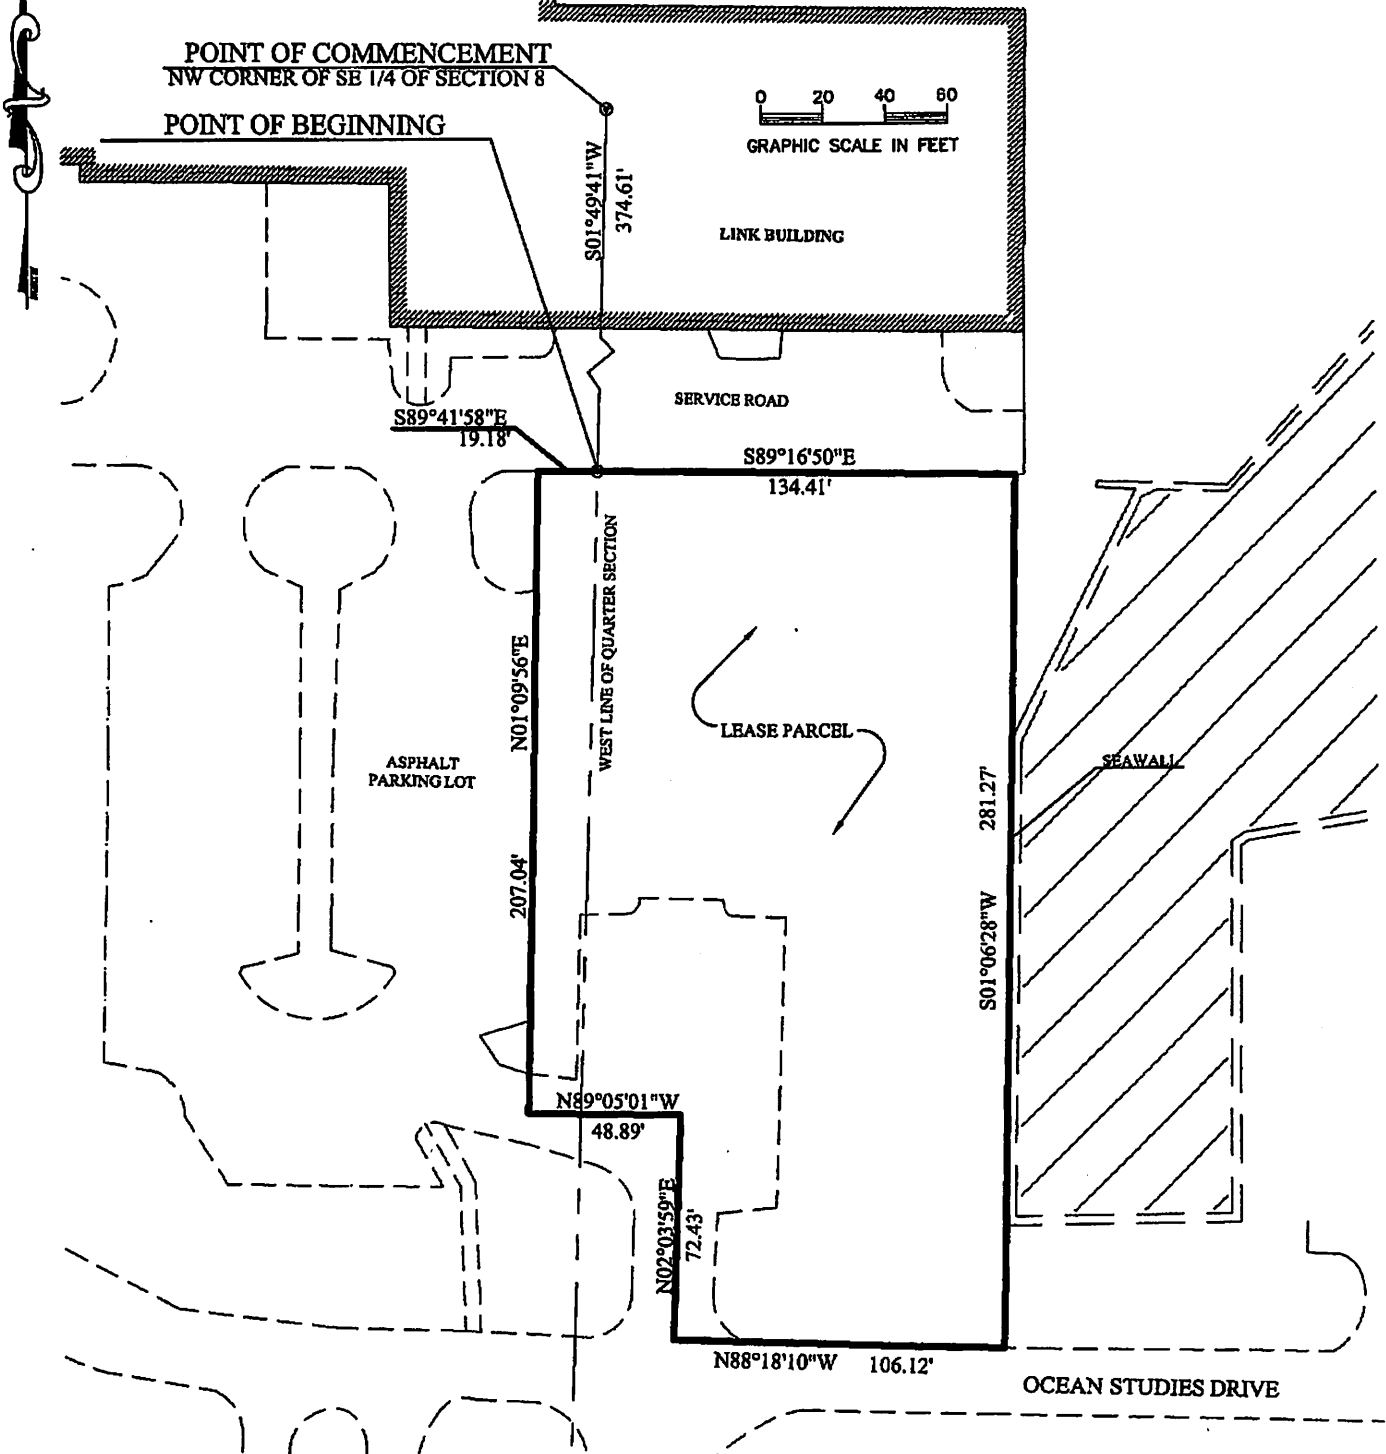 POINT OF COMMENCEMENT
NW CORNER OF SE 1/4 OF SECTION 8
POINT OF BEGINNING
0 20 40 60
GRAPHIC SCALE IN FEET
S01°49'41"W
374.61'
LINK BUILDING
NORTH
SERVICE ROAD
S89°41'58"E
19.18'
S89°16'50"E
134.41'
WEST LINE OF QUARTER SECTION
N01°09'56"E
207.04'
LEASE PARCEL
ASPHALT
PARKING LOT
SEAWALL
281.27'
S01°06'28"W
N89°05'01"W
48.89'
N02°03'59"E
72.43'
N88°18'10"W 106.12'
OCEAN STUDIES DRIVE